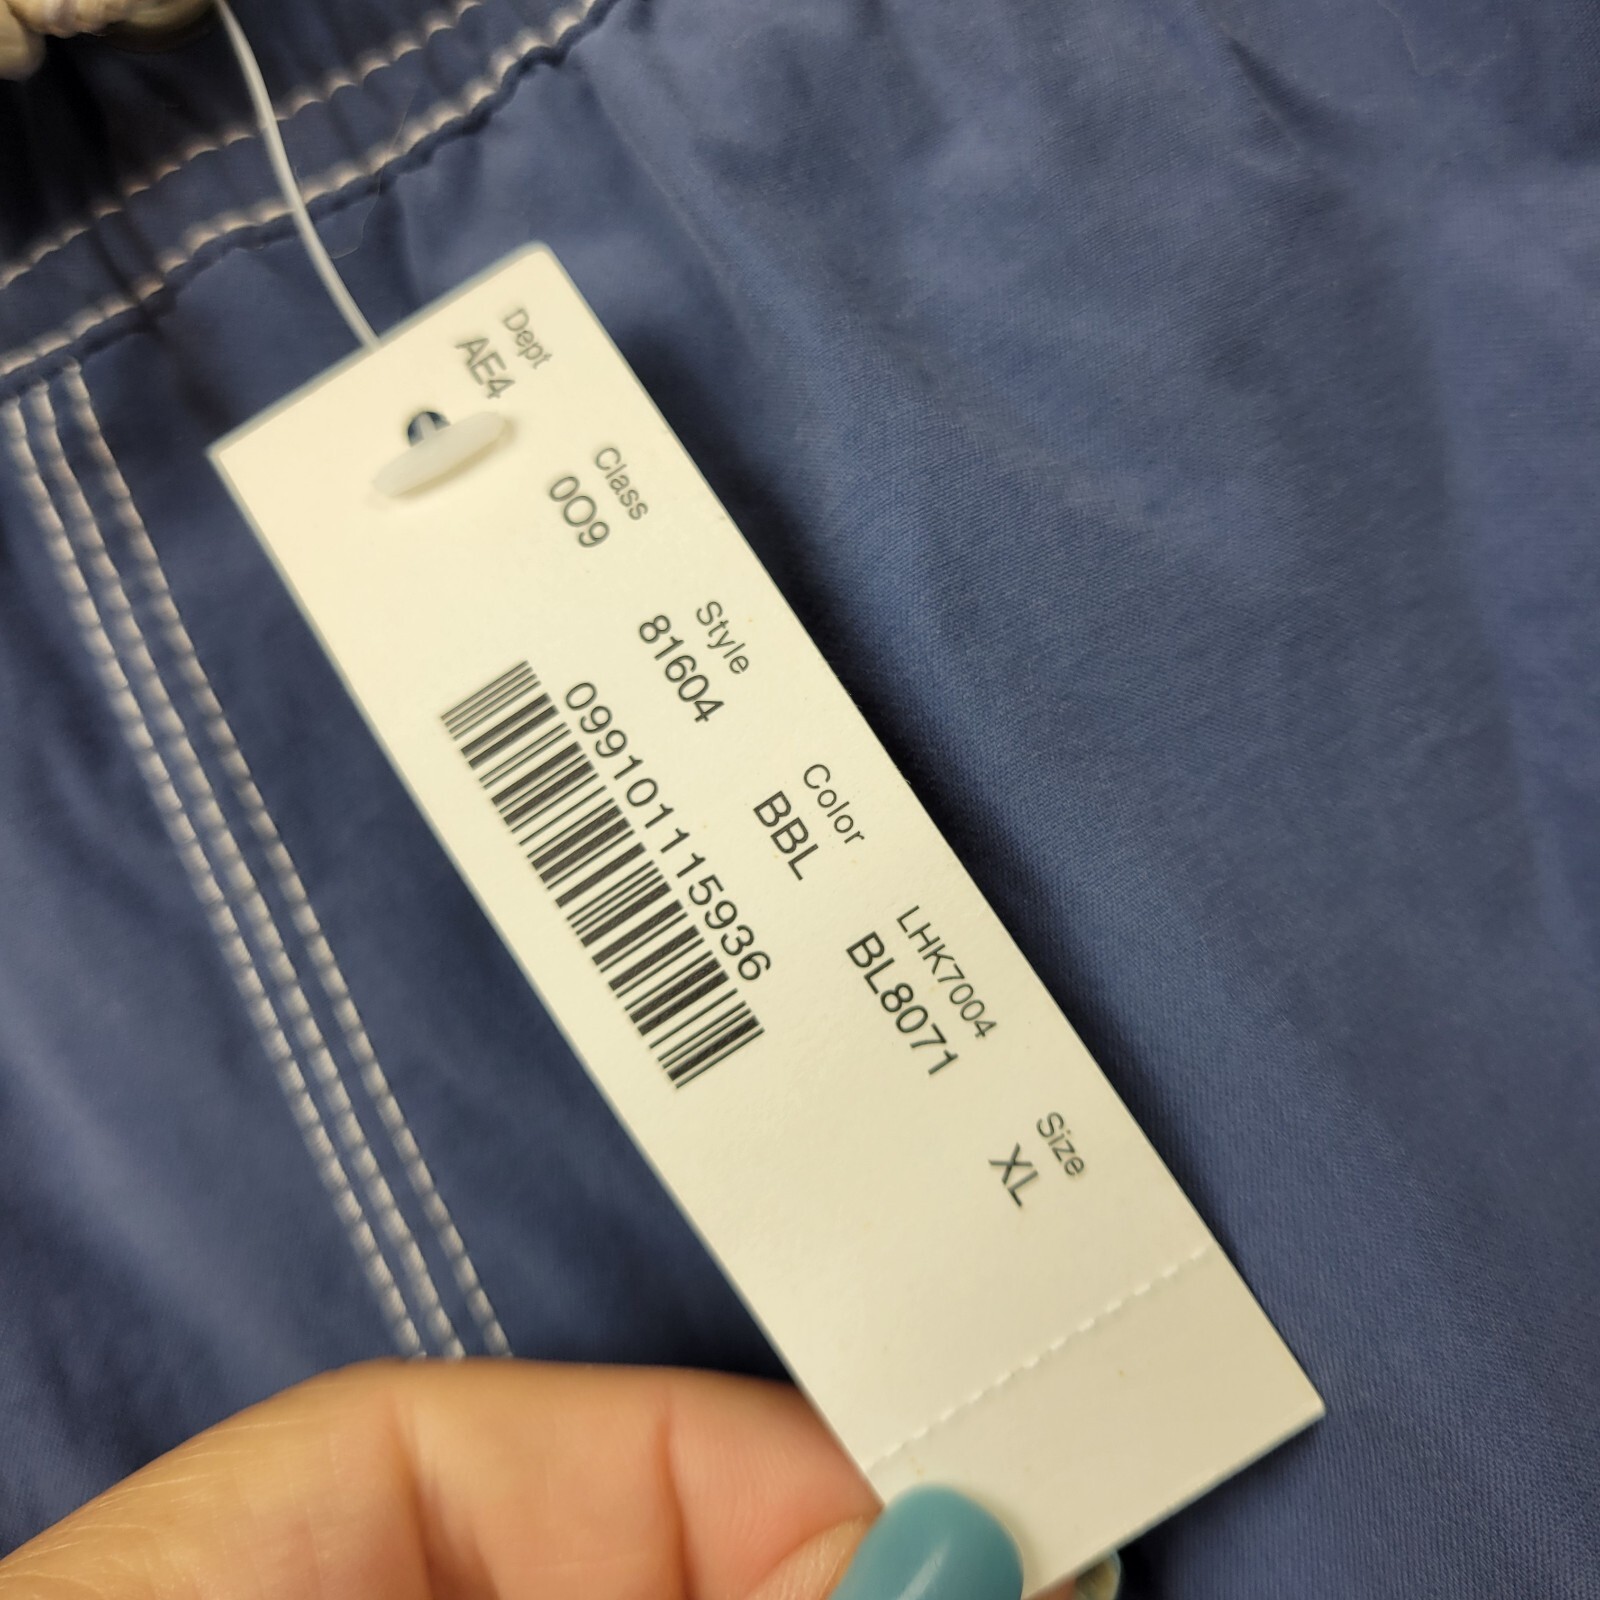 Dept
AE4
Class
0O9
Style
81604
Color
BBL
LHK7004
BL8071
Size
XL
099101115936